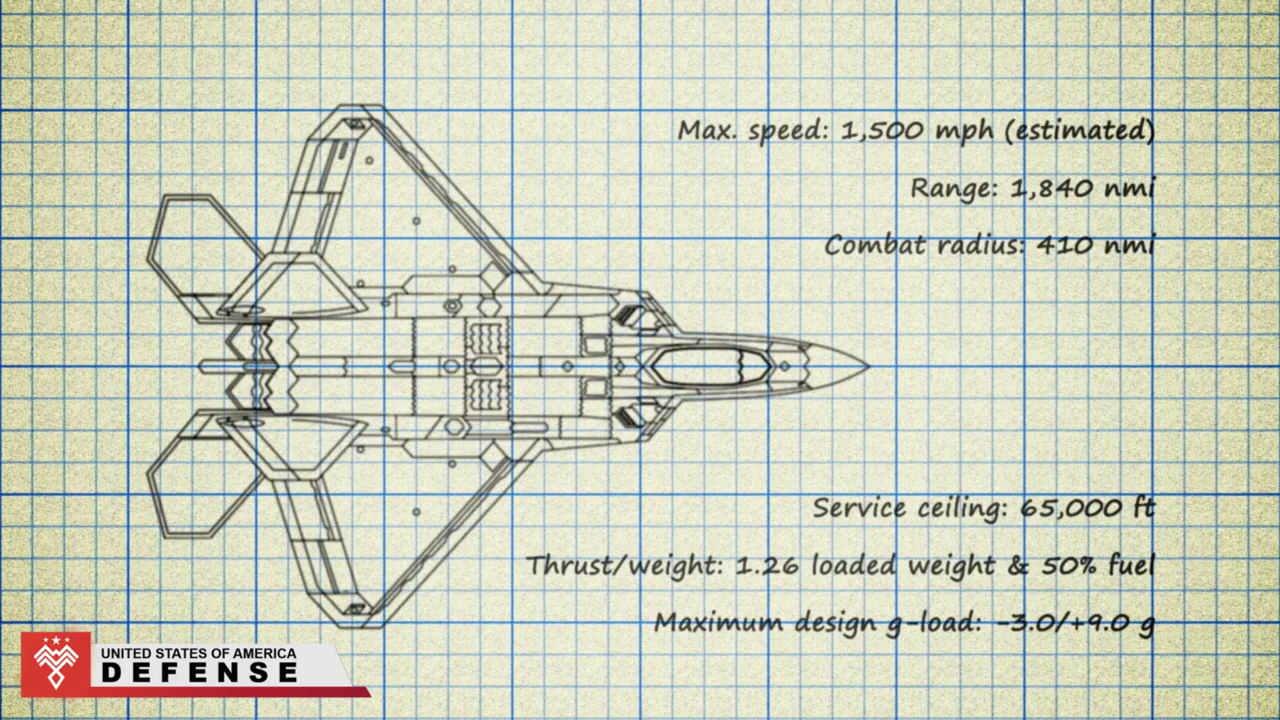 Max. speed: 1,500 mph (estimated)
Range: 1,840 nmi
Combat radius: 410 nmi
Service ceiling: 65,000 ft
Thrust/weight: 1.26 loaded weight & 50% fuel
Maximum design g-load: -3.0/+9.0 g
UNITED STATES OF AMERICA
DEFENSE